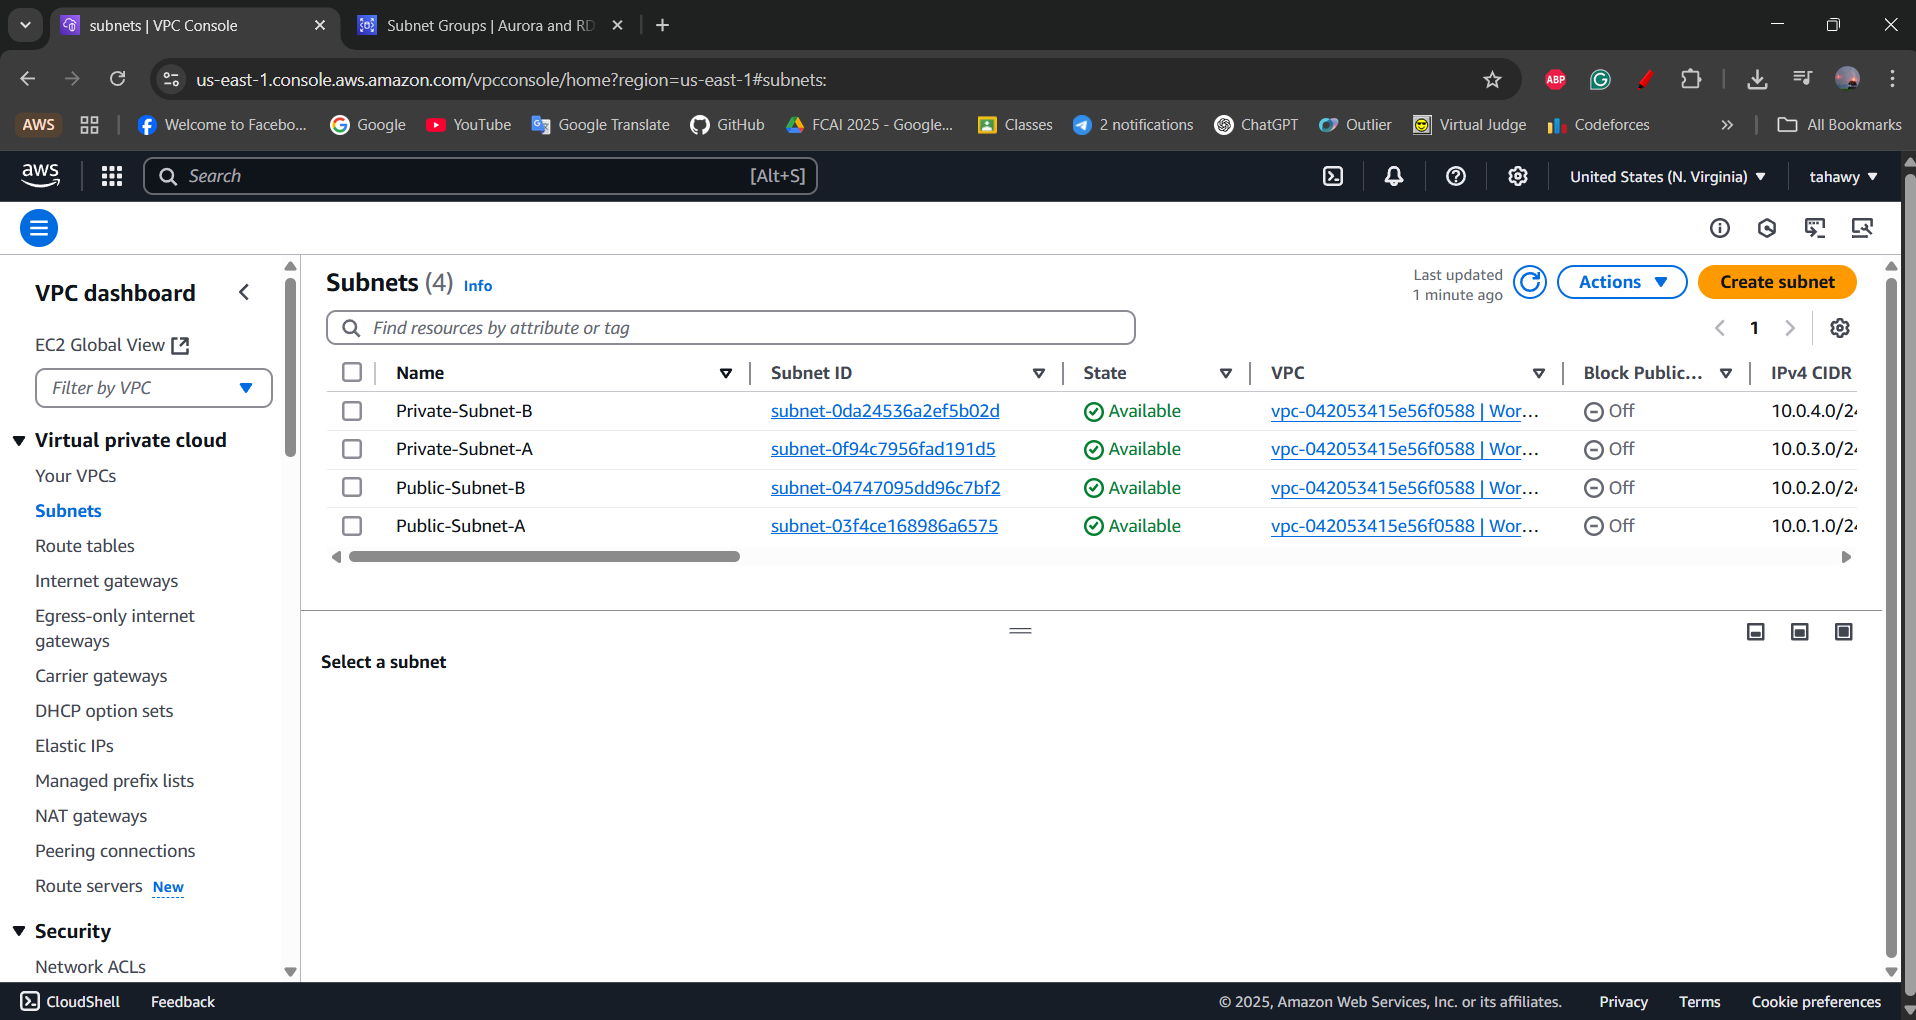 subnets | VPC Console
Subnet Groups | Aurora and RD
us-east-1.console.aws.amazon.com/vpcconsole/home?region=us-east-1#subnets:
ABP
AWS
Welcome to Facebo...
Google
YouTube
Google Translate
GitHub
FCAI 2025 - Google...
Classes
2 notifications
ChatGPT
Outlier
Virtual Judge
Codeforces
All Bookmarks
aws
Search
[Alt+S]
United States (N. Virginia)
tahawy
VPC dashboard
EC2 Global View
Filter by VPC
Virtual private cloud
Your VPCs
Subnets
Route tables
Internet gateways
Egress-only internet
gateways
Carrier gateways
DHCP option sets
Elastic IPs
Managed prefix lists
NAT gateways
Peering connections
Route servers New
Security
Network ACLs
Subnets (4) Info
Last updated
1 minute ago
Actions
Create subnet
Find resources by attribute or tag
1
Name Subnet ID State VPC Block Public... IPv4 CIDR
Private-Subnet-B subnet-0da24536a2ef5b02d Available vpc-042053415e56f0588 | Wor... Off 10.0.4.0/24
Private-Subnet-A subnet-0f94c7956fad191d5 Available vpc-042053415e56f0588 | Wor... Off 10.0.3.0/24
Public-Subnet-B subnet-04747095dd96c7bf2 Available vpc-042053415e56f0588 | Wor... Off 10.0.2.0/24
Public-Subnet-A subnet-03f4ce168986a6575 Available vpc-042053415e56f0588 | Wor... Off 10.0.1.0/24
Select a subnet
CloudShell
Feedback
© 2025, Amazon Web Services, Inc. or its affiliates.
Privacy
Terms
Cookie preferences